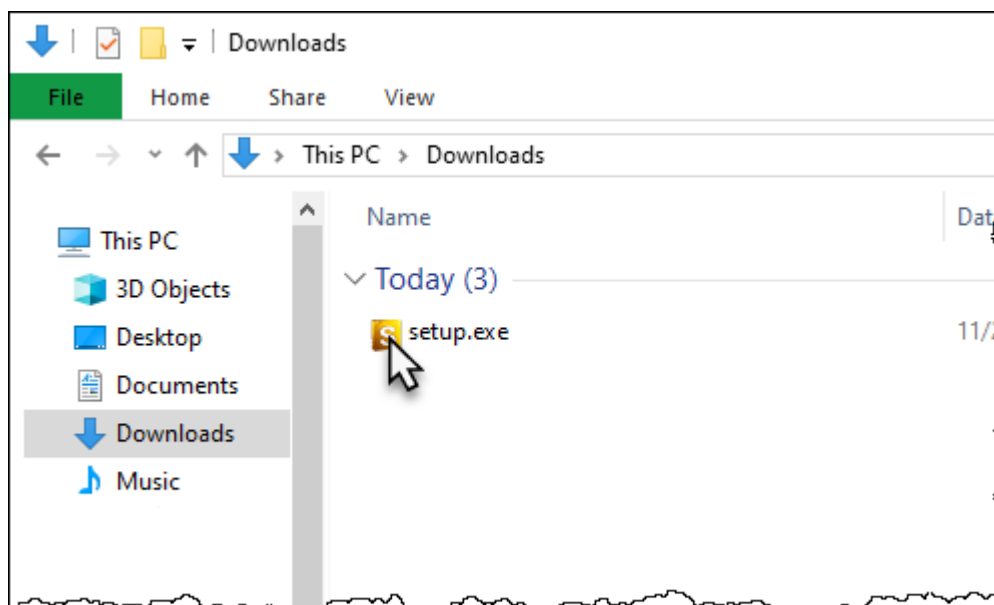 Downloads
File Home Share View
This PC > Downloads
Name
This PC
Today (3)
3D Objects
setup.exe 11/
Desktop
Documents
Downloads
Music